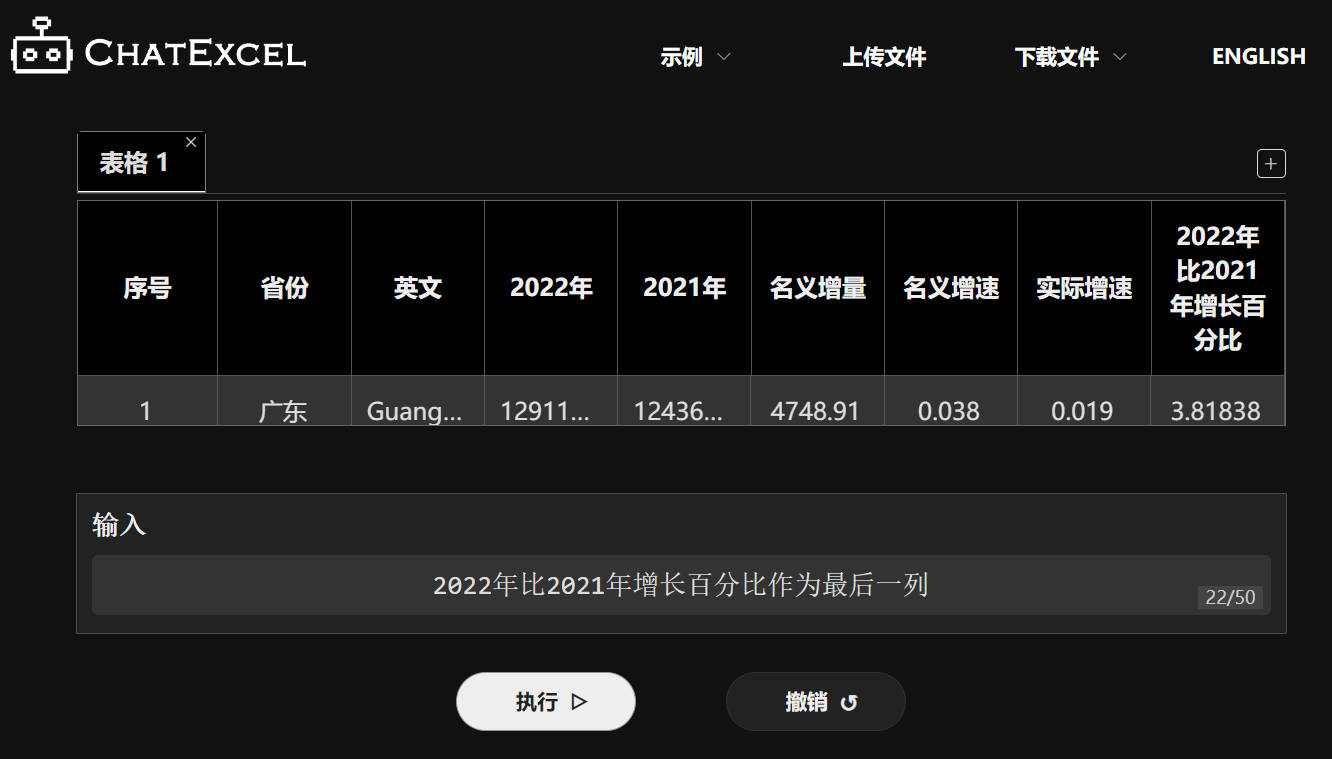 CHATEXCEL 示例 上传文件 下载文件 ENGLISH
表格 1
序号 省份 英文 2022年 2021年 名义增量 名义增速 实际增速 2022年
比2021
年增长百
分比
1 广东 Guang... 12911... 12436... 4748.91 0.038 0.019 3.81838
输入
2022年比2021年增长百分比作为最后一列
22/50
执行 撤销